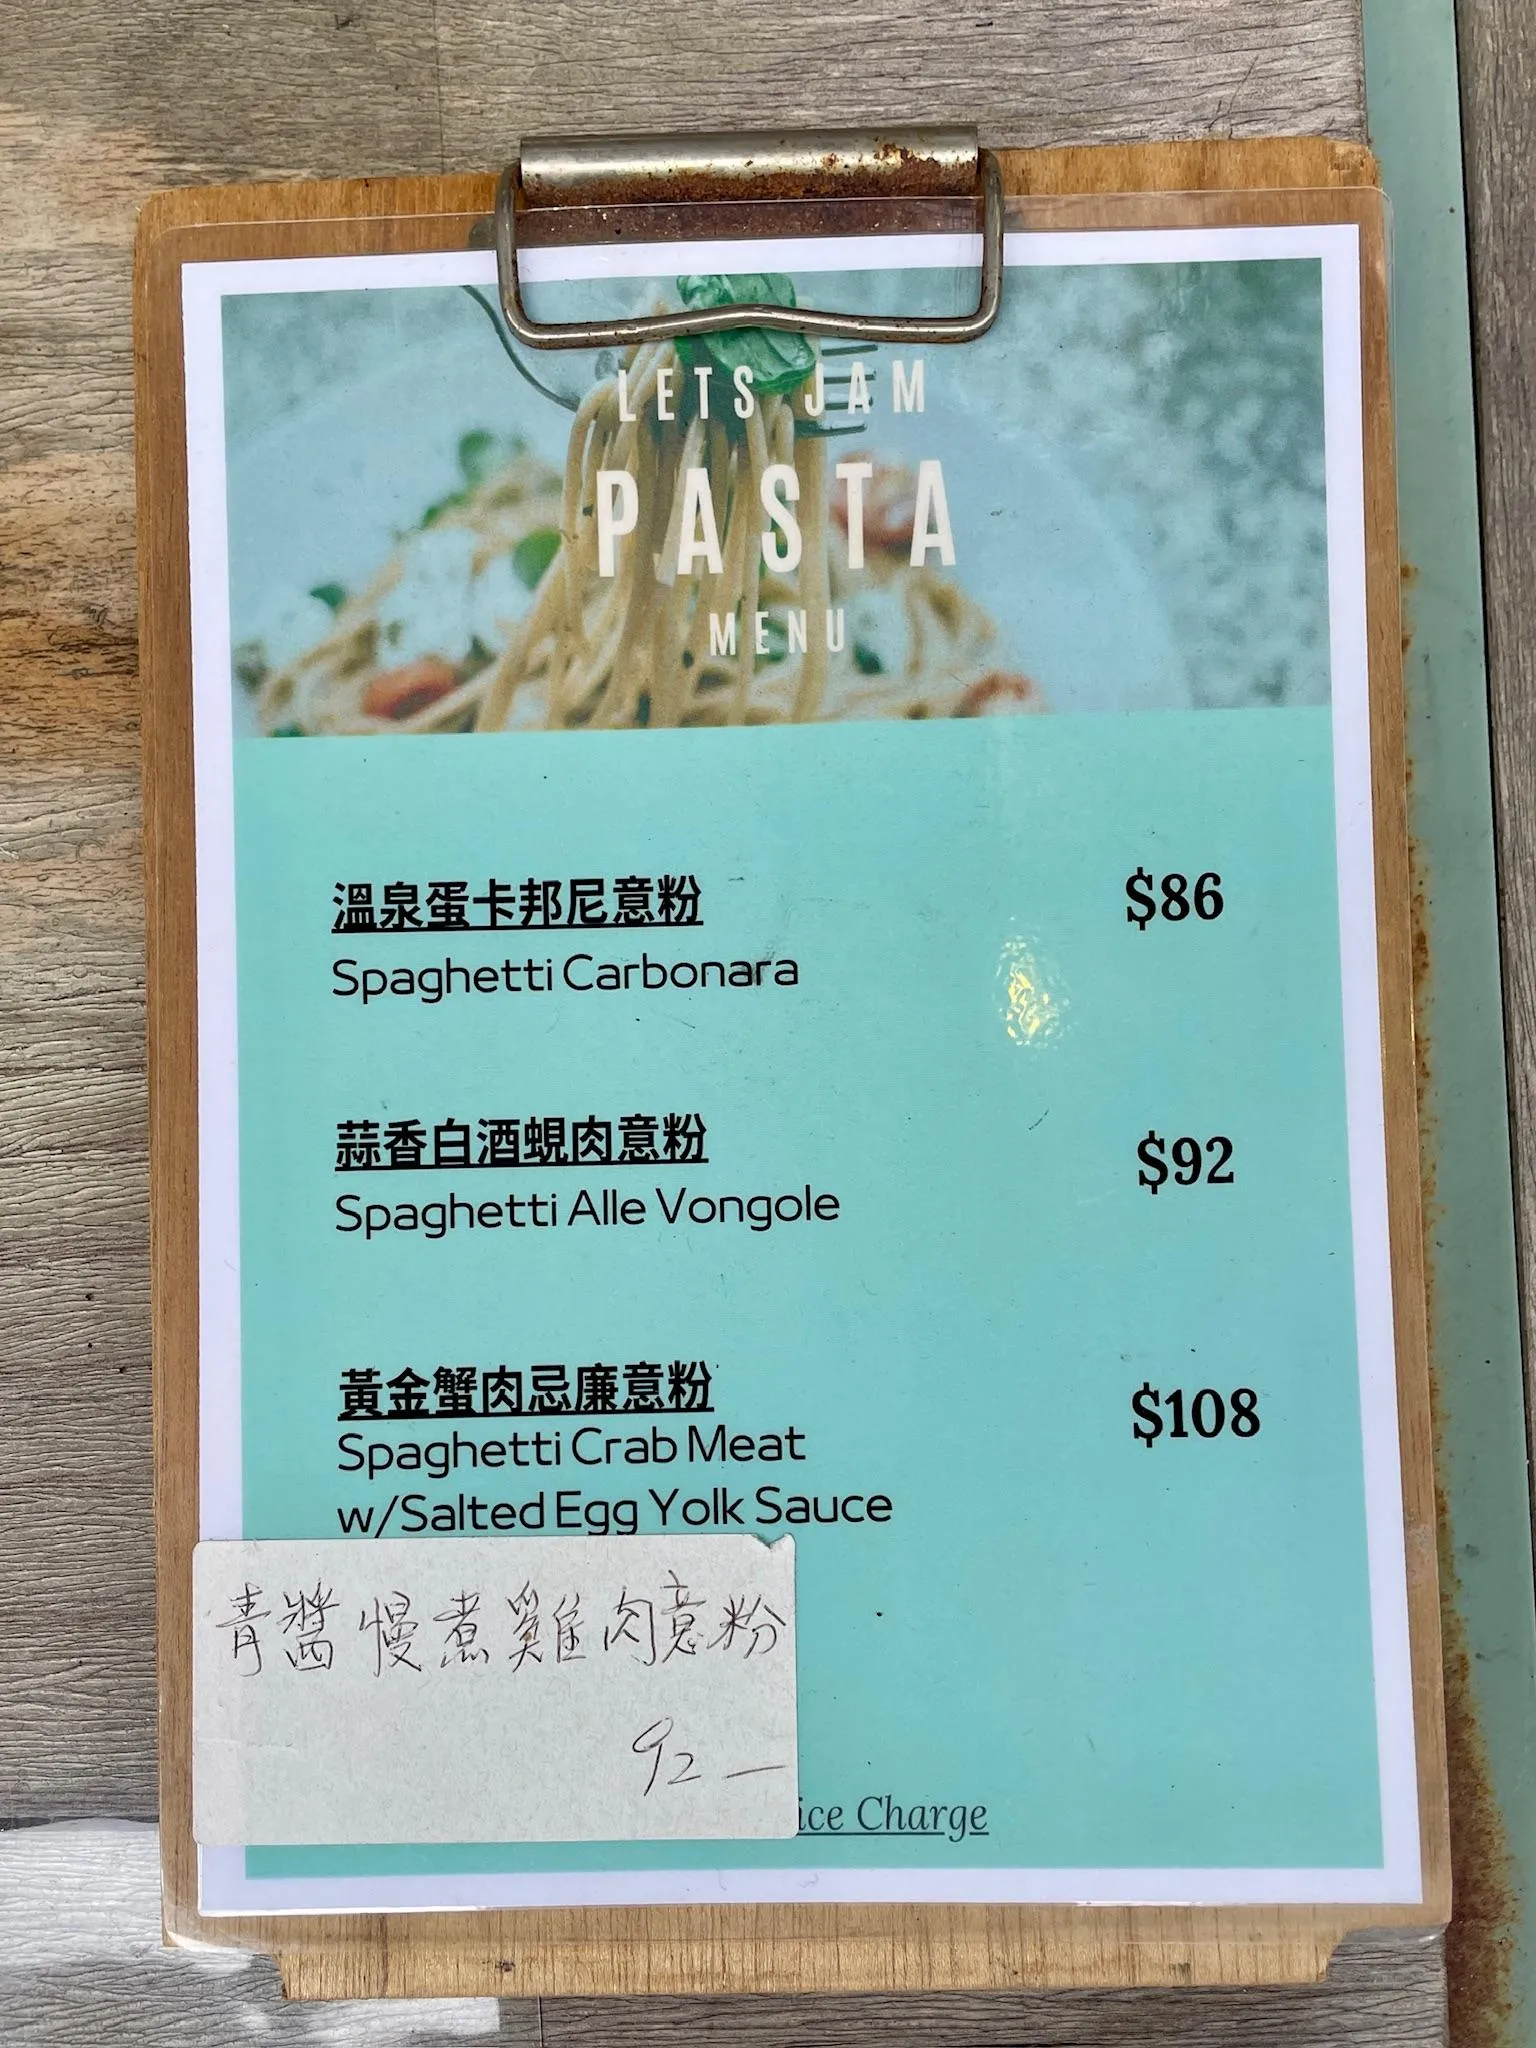 LETS JAM
PASTA
MENU
溫泉蛋卡邦尼意粉 $86
Spaghetti Carbonara
蒜香白酒蜆肉意粉 $92
Spaghetti Alle Vongole
黃金蟹肉忌廉意粉 $108
Spaghetti Crab Meat
w/Salted Egg Yolk Sauce
青醬慢煮雞肉意粉
92 —
Charge